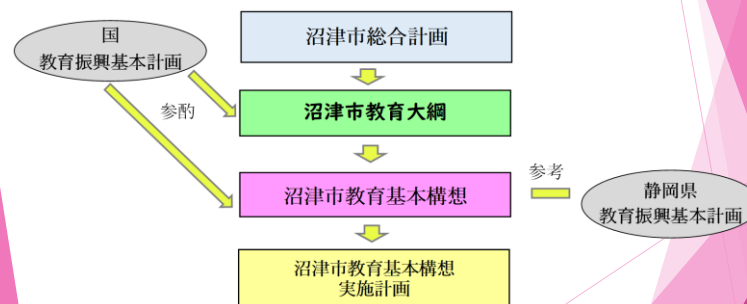 国
教育振興基本計画
沼津市総合計画
参酌
沼津市教育大綱
沼津市教育基本構想
参考
静岡県
教育振興基本計画
沼津市教育基本構想
実施計画